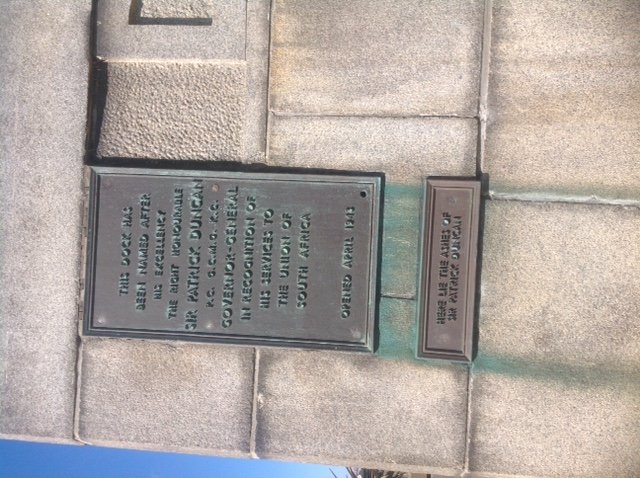 THIS DOCK HAS
BEEN NAMED AFTER
HIS EXCELLENCY
THE RIGHT HONOURABLE
SIR PATRICK DUNCAN
P.C. G.C.M.G. K.C.
GOVERNOR-GENERAL
IN RECOGNITION OF
HIS SERVICES TO
THE UNION OF
SOUTH AFRICA
OPENED APRIL 1943
HERE LIE THE ASHES OF
SIR PATRICK DUNCAN